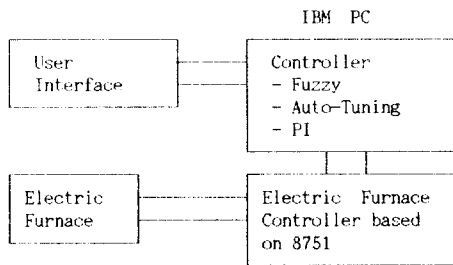 IBM PC
User
Interface
Controller
- Fuzzy
- Auto-Tuning
- PI
Electric
Furnace
Electric Furnace
Controller based
on 8751